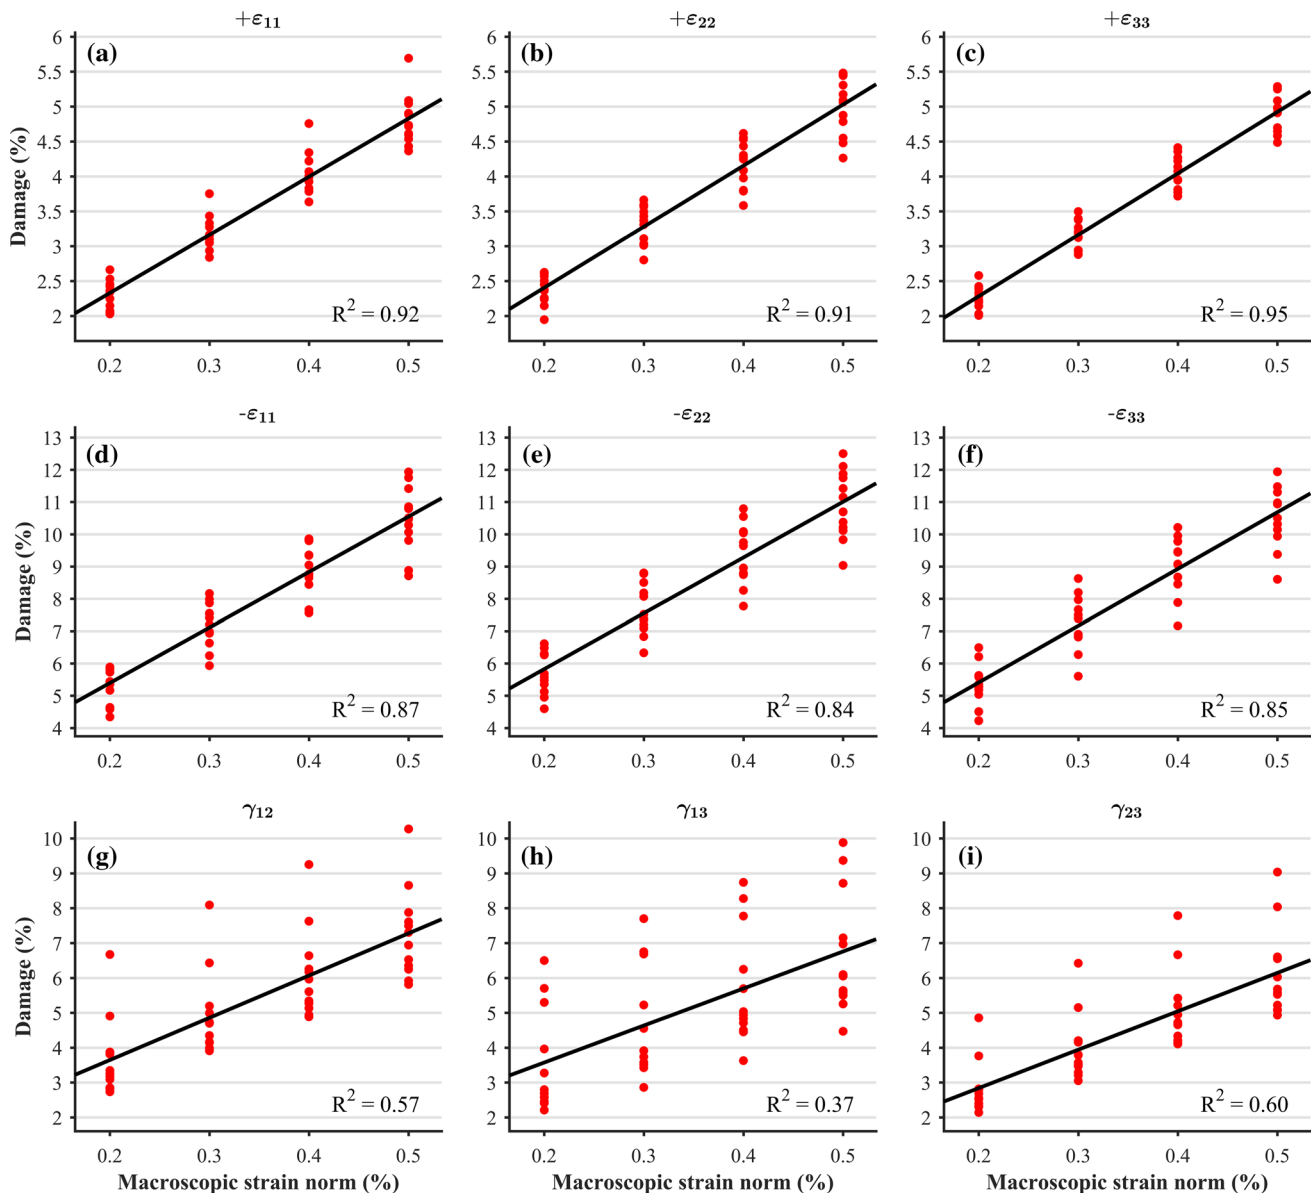 +ε11 +ε22 +ε33
(a) (b) (c)
Damage (%)
6 6 6
5.5 5.5 5.5
5 5 5
4.5 4.5 4.5
4 4 4
3.5 3.5 3.5
3 3 3
2.5 2.5 2.5
2 2 2
R² = 0.92 R² = 0.91 R² = 0.95
0.2 0.3 0.4 0.5 0.2 0.3 0.4 0.5 0.2 0.3 0.4 0.5
-ε11 -ε22 -ε33
(d) (e) (f)
Damage (%)
13 13 13
12 12 12
11 11 11
10 10 10
9 9 9
8 8 8
7 7 7
6 6 6
5 5 5
4 4 4
R² = 0.87 R² = 0.84 R² = 0.85
0.2 0.3 0.4 0.5 0.2 0.3 0.4 0.5 0.2 0.3 0.4 0.5
γ12 γ13 γ23
(g) (h) (i)
Damage (%)
10 10 10
9 9 9
8 8 8
7 7 7
6 6 6
5 5 5
4 4 4
3 3 3
2 2 2
R² = 0.57 R² = 0.37 R² = 0.60
0.2 0.3 0.4 0.5 0.2 0.3 0.4 0.5 0.2 0.3 0.4 0.5
Macroscopic strain norm (%) Macroscopic strain norm (%) Macroscopic strain norm (%)